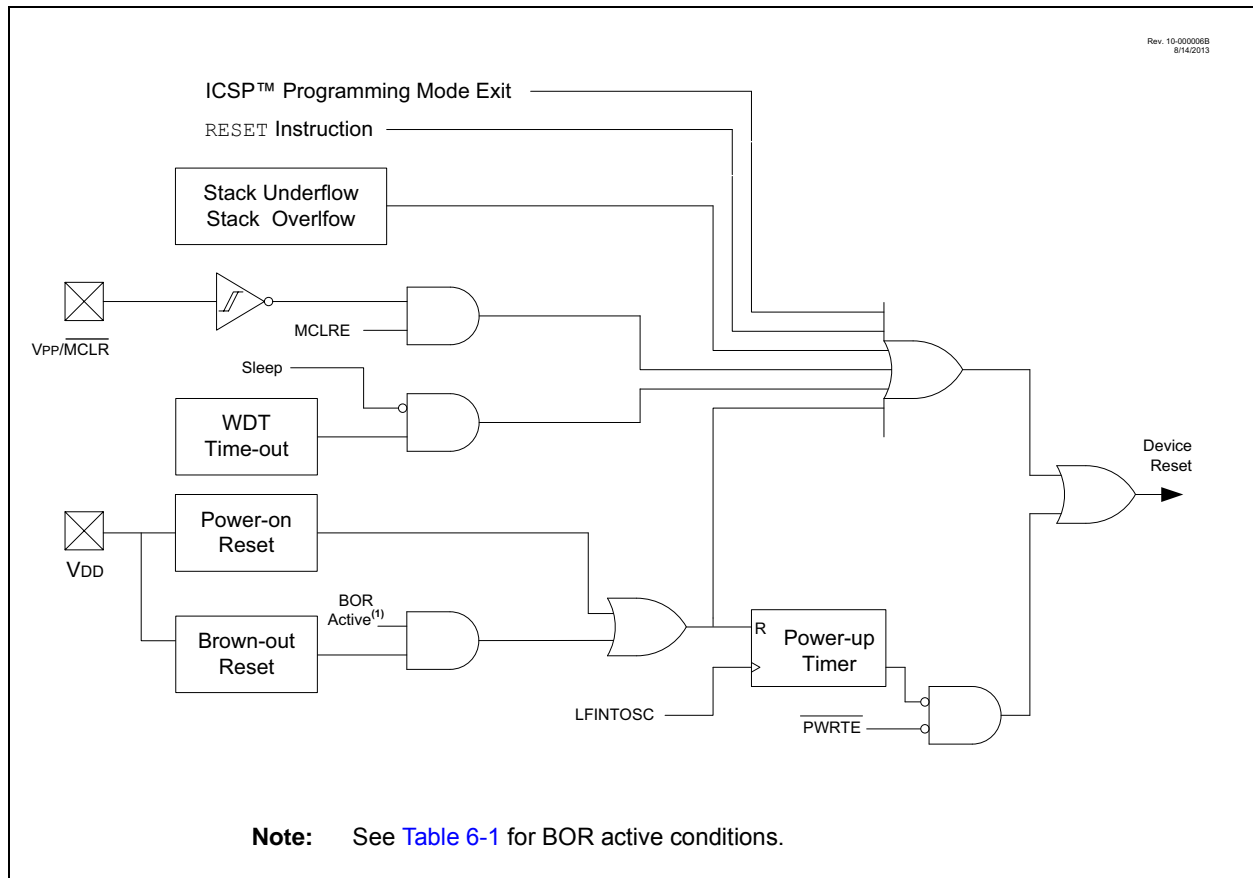 Rev. 10-000006B
8/14/2013
ICSP™ Programming Mode Exit
RESET Instruction
Stack Underflow
Stack Overlfow
VPP/MCLR
MCLRE
Sleep
WDT
Time-out
Device
Reset
VDD
Power-on
Reset
BOR
Active(1)
Brown-out
Reset
R
Power-up
Timer
LFINTOSC
PWRTE
Note: See Table 6-1 for BOR active conditions.